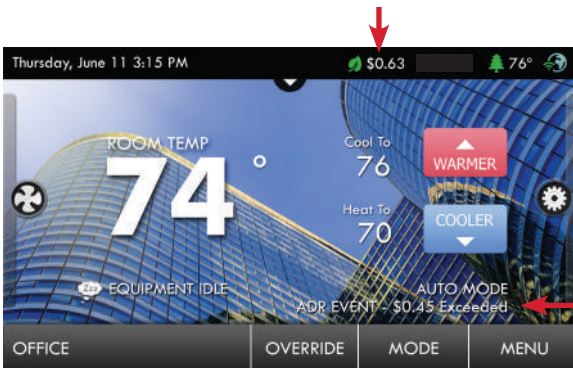 Thursday, June 11 3:15 PM $0.63 76°
ROOM TEMP
74°
Cool To
76
WARMER
Heat To
70
COOLER
Zzz EQUIPMENT IDLE
AUTO MODE
ADR EVENT - $0.45 Exceeded
OFFICE OVERRIDE MODE MENU